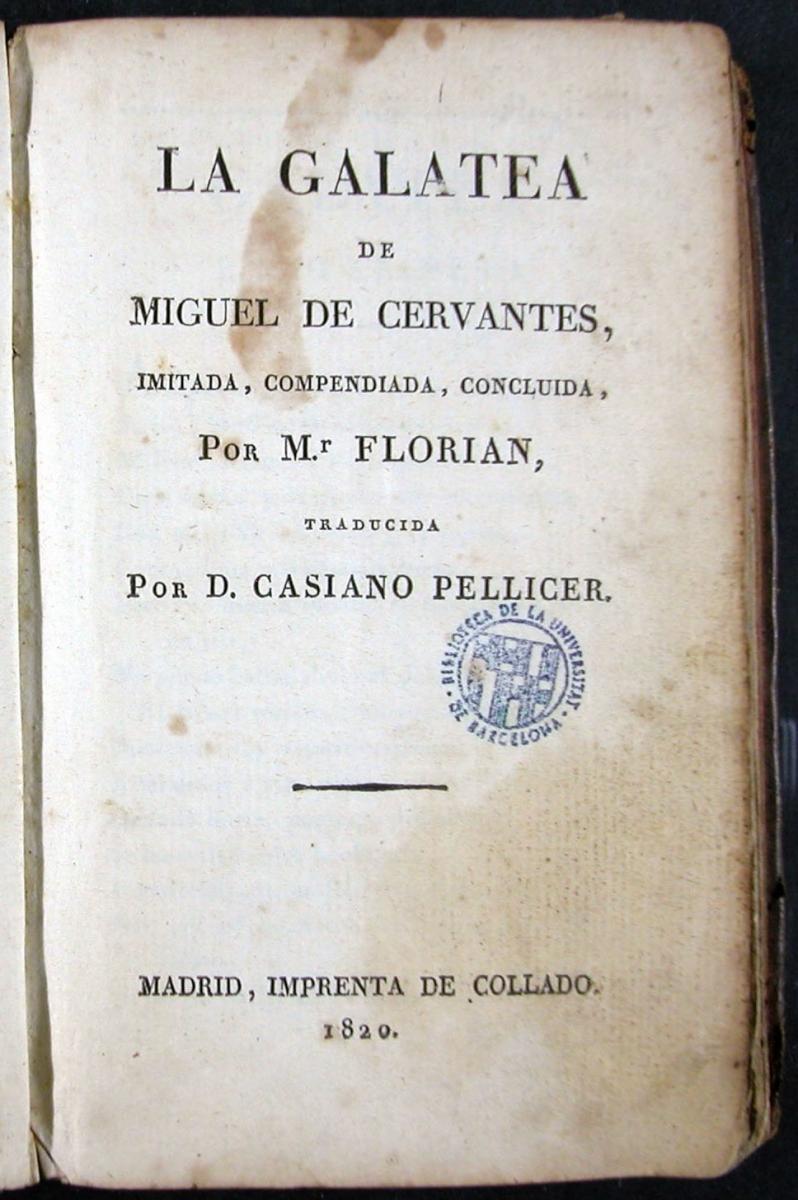 LA GALATEA
DE
MIGUEL DE CERVANTES,
IMITADA, COMPENDIADA, CONCLUIDA,
POR M.r FLORIAN,
TRADUCIDA
POR D. CASIANO PELLICER.
BIBLIOTECA DE LA UNIVERSITAT
DE BARCELONA
MADRID, IMPRENTA DE COLLADO.
1820.